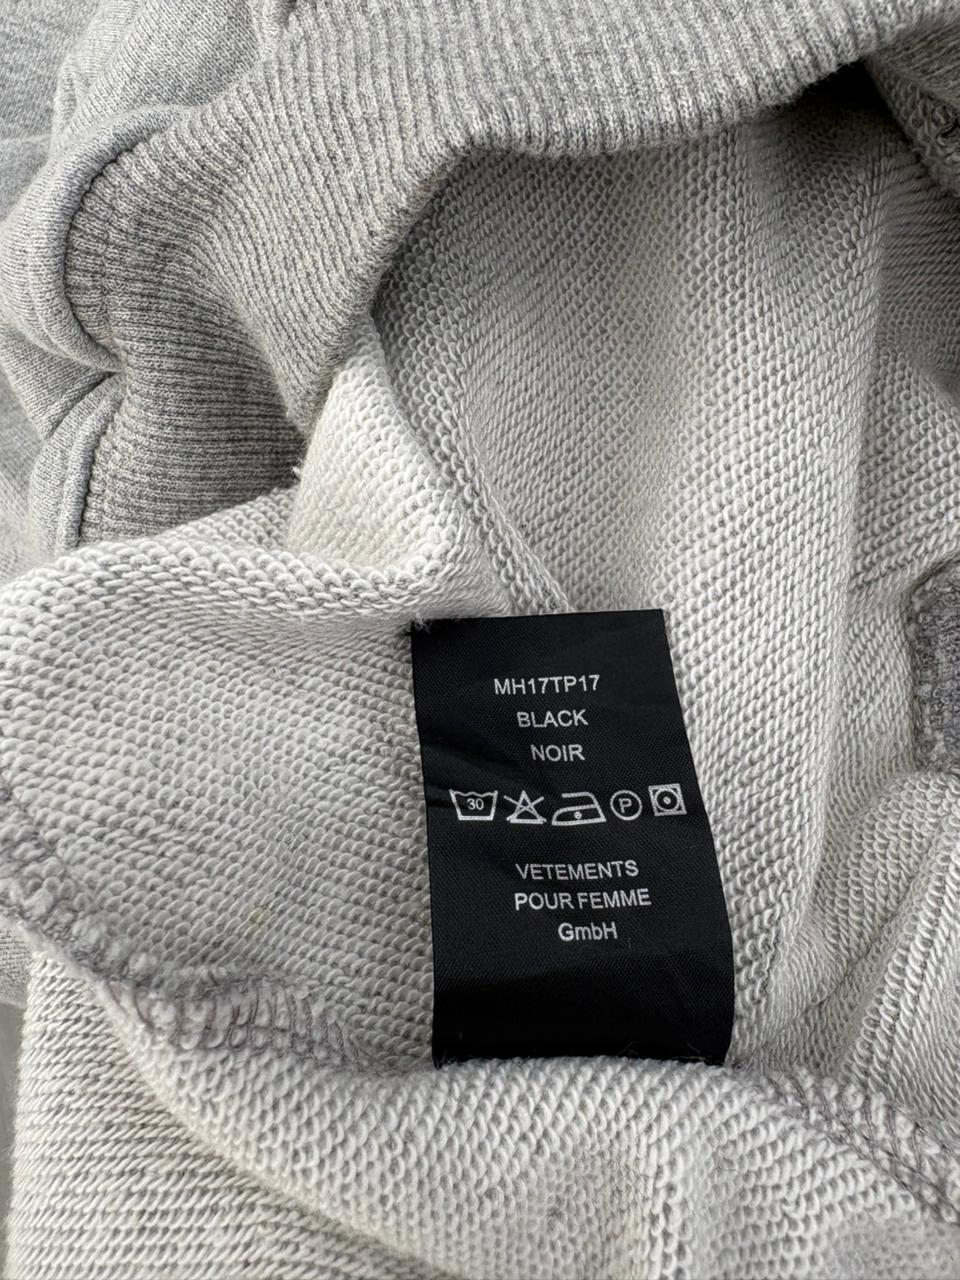 MH17TP17
BLACK
NOIR
30 P
VETEMENTS
POUR FEMME
GmbH